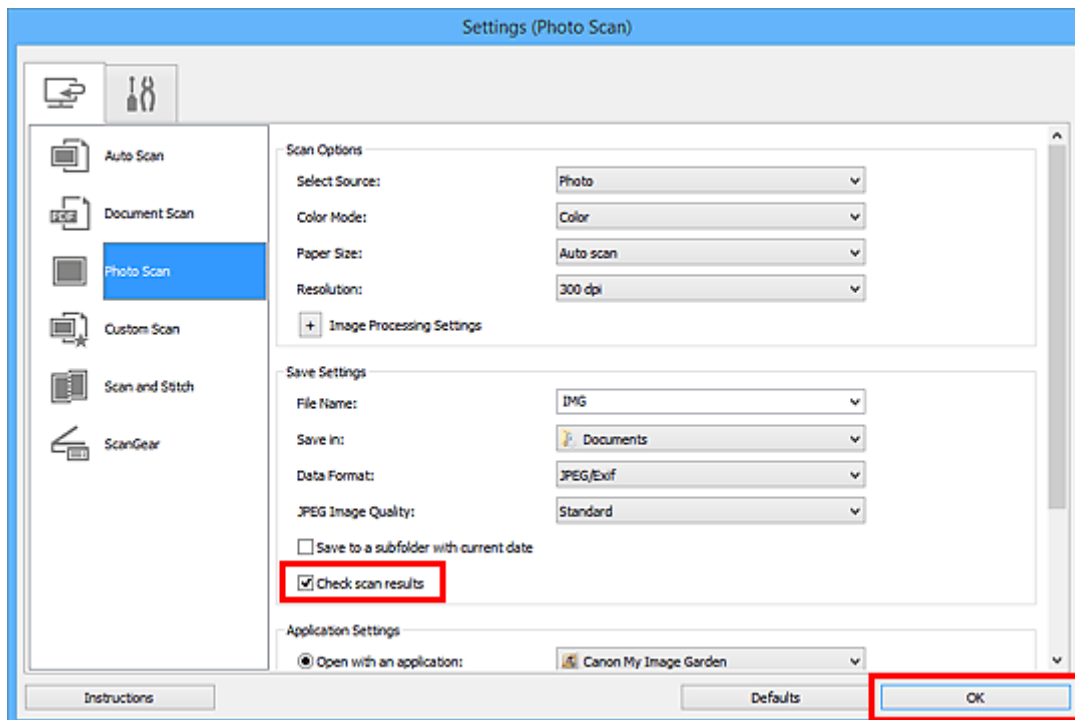 Settings (Photo Scan)
Auto Scan
PDF
Document Scan
Photo Scan
Custom Scan
Scan and Stitch
ScanGear
Scan Options
Select Source: Photo
Color Mode: Color
Paper Size: Auto scan
Resolution: 300 dpi
+ Image Processing Settings
Save Settings
File Name: IMG
Save in: Documents
Data Format: JPEG/Exif
JPEG Image Quality: Standard
Save to a subfolder with current date
Check scan results
Application Settings
Open with an application: Canon My Image Garden
Instructions Defaults OK